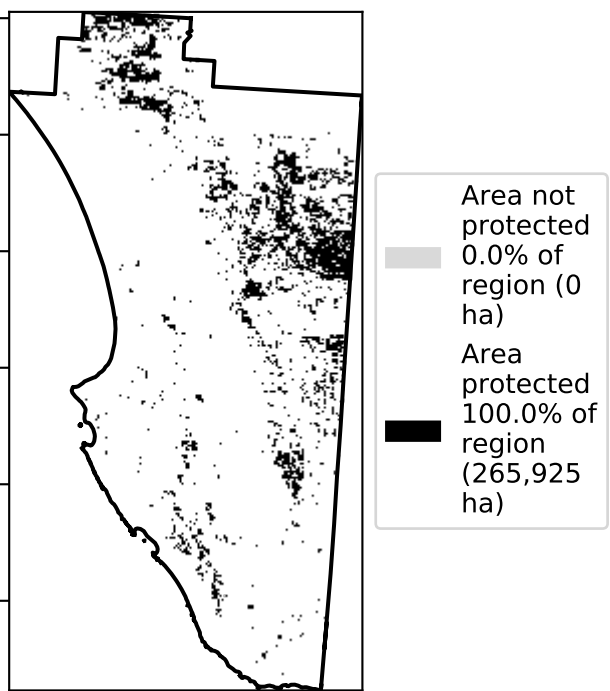 Area not
protected
0.0% of
region (0
ha)
Area
protected
100.0% of
region
(265,925
ha)